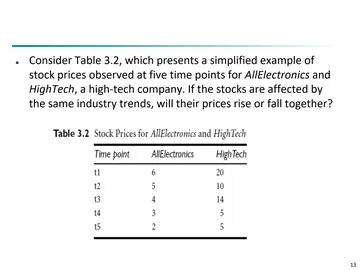 Consider Table 3.2, which presents a simplified example of
stock prices observed at five time points for AllElectronics and
HighTech, a high-tech company. If the stocks are affected by
the same industry trends, will their prices rise or fall together?
Table 3.2 Stock Prices for AllElectronics and HighTech
Time point AllElectronics HighTech
t1 6 20
t2 5 10
t3 4 14
t4 3 5
t5 2 5
13